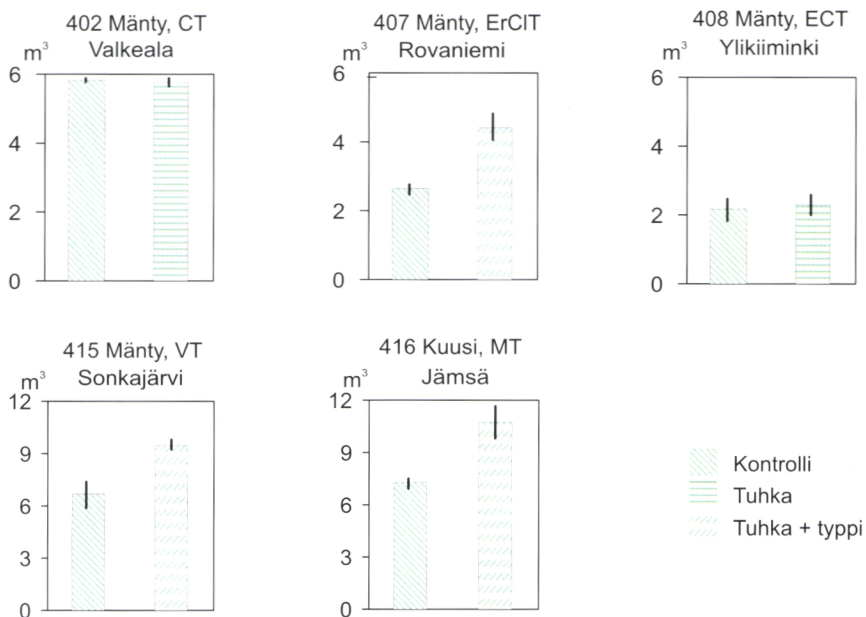 402 Mänty, CT
Valkeala
m³
6
4
2
0
407 Mänty, ErClT
Rovaniemi
m³
6
4
2
0
408 Mänty, ECT
Ylikiiminki
m³
6
4
2
0
415 Mänty, VT
Sonkajärvi
m³
12
9
6
3
0
416 Kuusi, MT
Jämsä
m³
12
9
6
3
0
Kontrolli
Tuhka
Tuhka + typpi